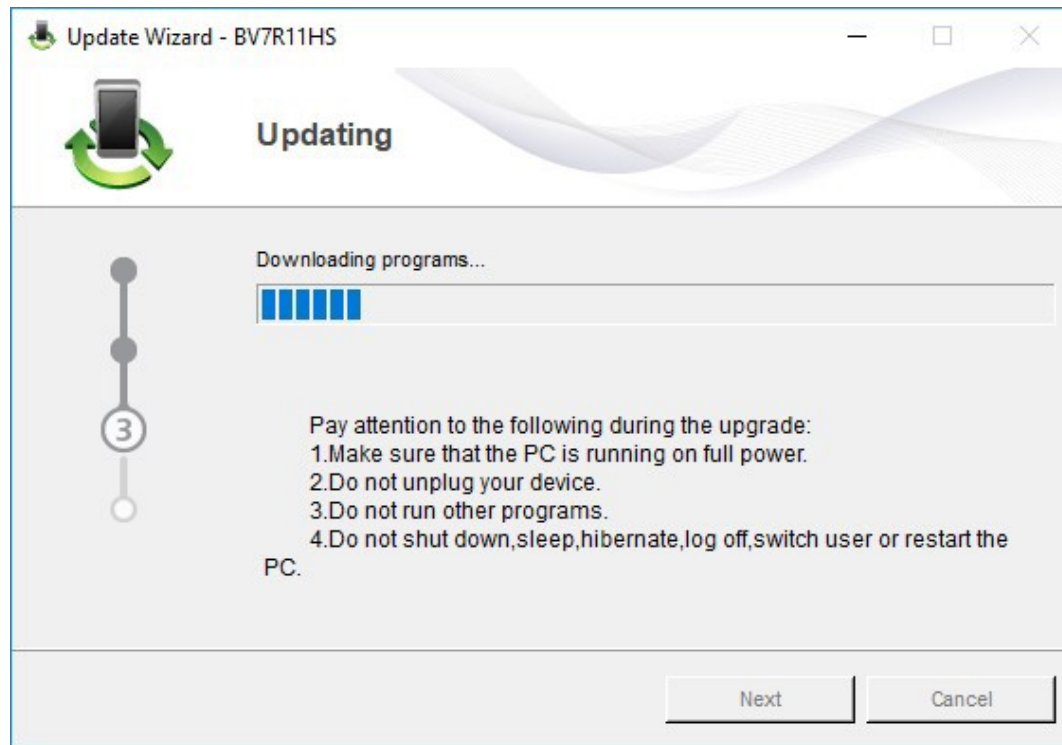 Update Wizard - BV7R11HS
Updating
Downloading programs...
3
Pay attention to the following during the upgrade:
1.Make sure that the PC is running on full power.
2.Do not unplug your device.
3.Do not run other programs.
4.Do not shut down,sleep,hibernate,log off,switch user or restart the
PC.
Next
Cancel